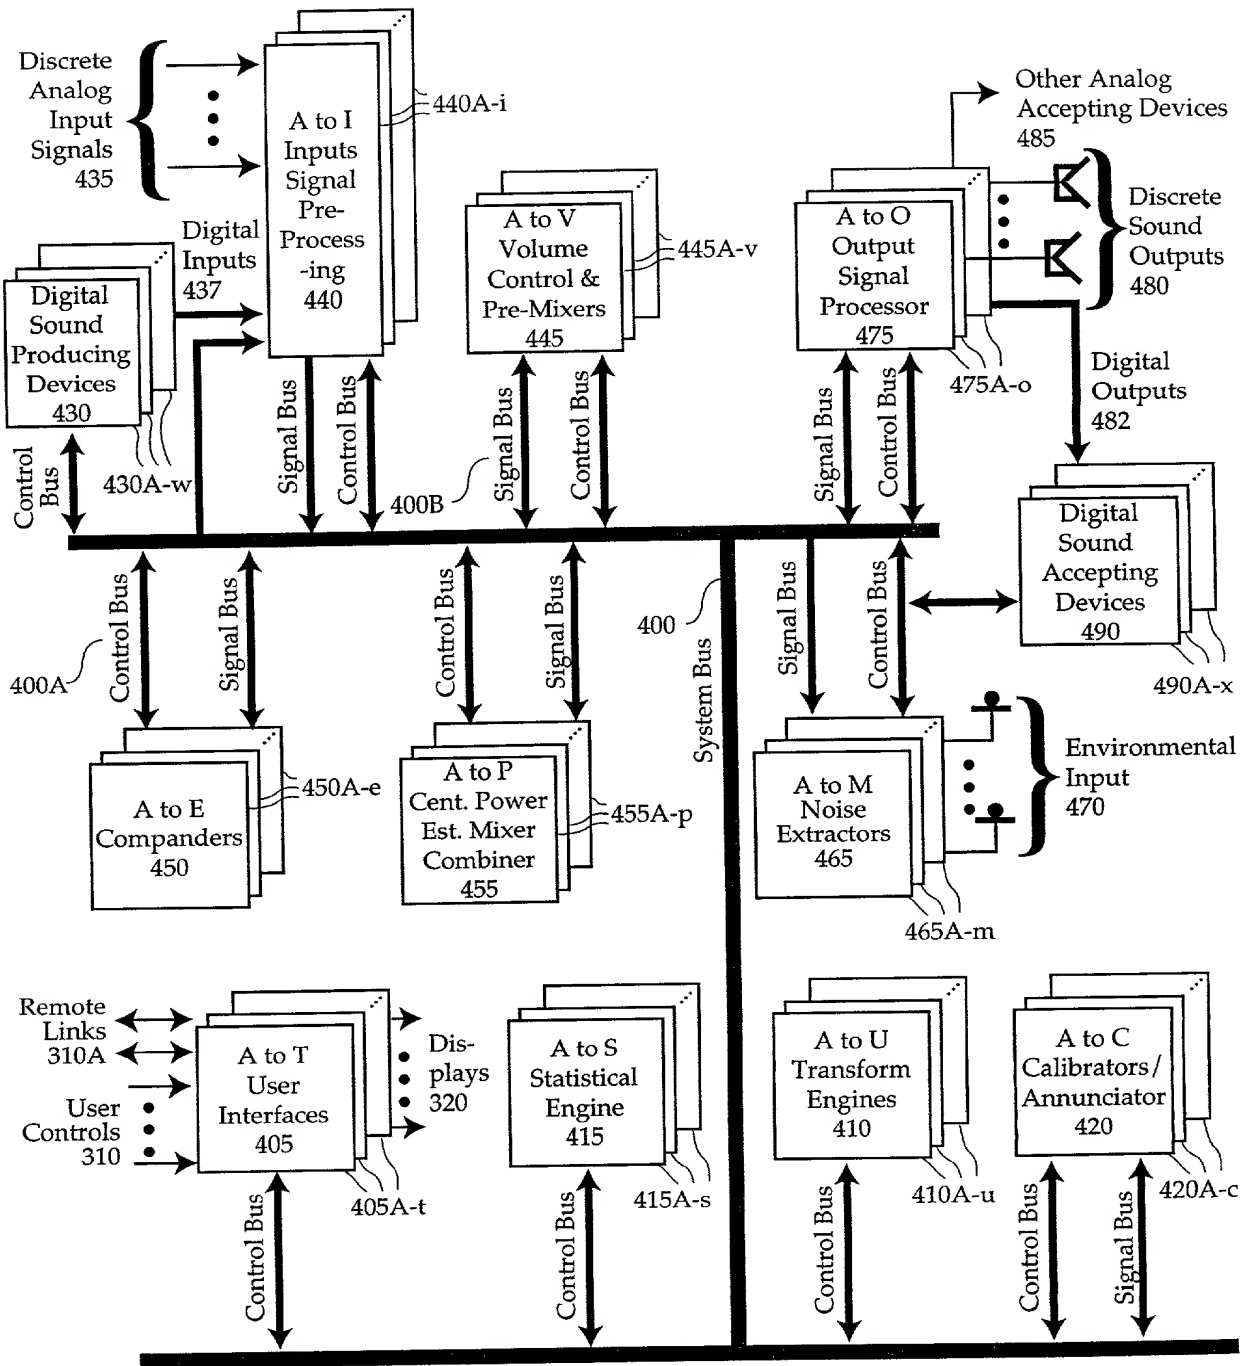 Discrete
Analog
Input
Signals
435
A to I
Inputs
Signal
Pre-
Process
-ing
440
440A-i
Digital
Inputs
437
Digital
Sound
Producing
Devices
430
430A-w
Control
Bus
Signal Bus
Control Bus
A to V
Volume
Control &
Pre-Mixers
445
445A-v
400B
Signal Bus
Control Bus
A to O
Output
Signal
Processor
475
475A-o
Other Analog
Accepting Devices
485
Discrete
Sound
Outputs
480
Digital
Outputs
482
Signal Bus
Control Bus
Digital
Sound
Accepting
Devices
490
490A-x
400A
Control Bus
Signal Bus
A to E
Companders
450
450A-e
Control Bus
Signal Bus
A to P
Cent. Power
Est. Mixer
Combiner
455
455A-p
400
System Bus
Signal Bus
Control Bus
A to M
Noise
Extractors
465
465A-m
Environmental
Input
470
Remote
Links
310A
User
Controls
310
A to T
User
Interfaces
405
405A-t
Dis-
plays
320
Control Bus
A to S
Statistical
Engine
415
415A-s
Control Bus
A to U
Transform
Engines
410
410A-u
Control Bus
A to C
Calibrators/
Annunciator
420
420A-c
Control Bus
Signal Bus